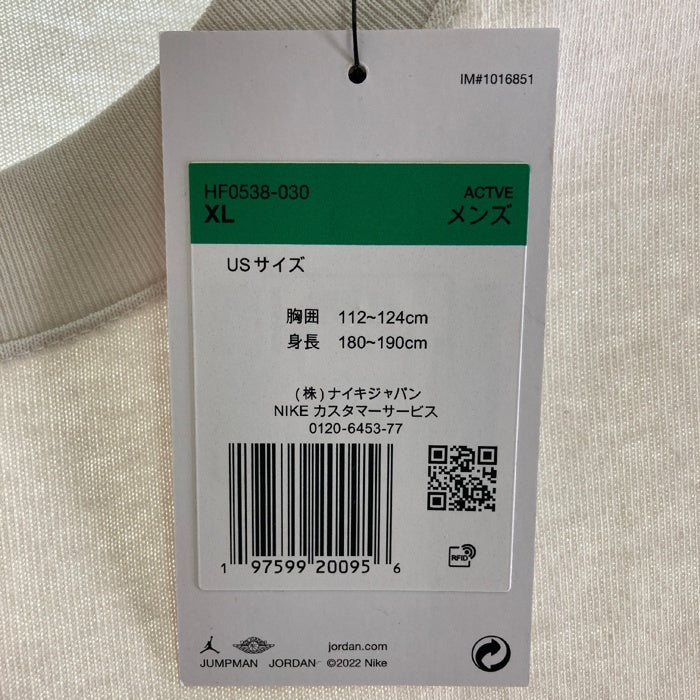 IM#1016851
HF0538-030 ACTVE
XL メンズ
USサイズ
胸囲 112~124cm
身長 180~190cm
(株)ナイキジャパン
NIKE カスタマーサービス
0120-6453-77
1 97599 20095 6
RFID
jordan.com
JUMPMAN JORDAN ©2022 Nike